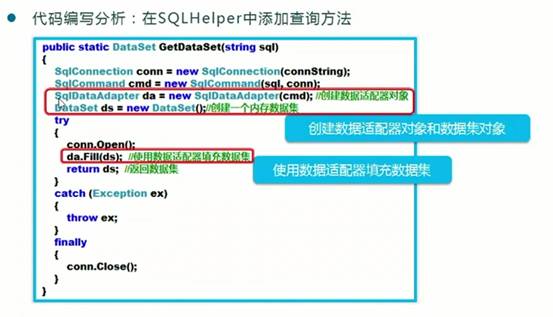 ● 代码编写分析：在SQLHelper中添加查询方法
public static DataSet GetDataSet(string sql)
{
SqlConnection conn = new SqlConnection(connString);
SqlCommand cmd = new SqlCommand(sql, conn);
SqlDataAdapter da = new SqlDataAdapter(cmd); //创建数据适配器对象
DataSet ds = new DataSet();//创建一个内存数据集
try
创建数据适配器对象和数据集对象
{
conn.Open();
da.Fill(ds); //使用数据适配器填充数据集
使用数据适配器填充数据集
return ds; //返回数据集
}
catch (Exception ex)
{
throw ex;
}
finally
{
conn.Close();
}
}